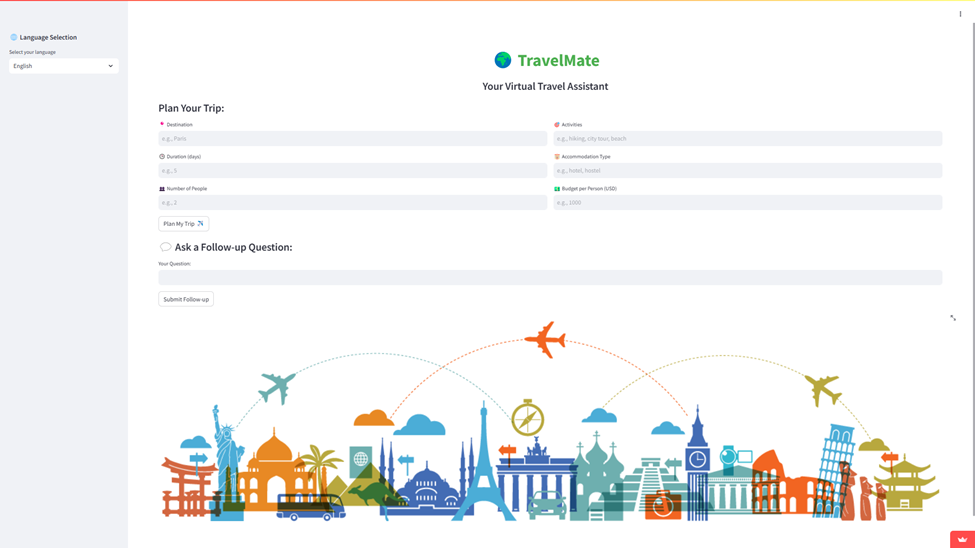 Language Selection
Select your language
English
TravelMate
Your Virtual Travel Assistant
Plan Your Trip:
Destination
e.g., Paris
Activities
e.g., hiking, city tour, beach
Duration (days)
e.g., 5
Accommodation Type
e.g., hotel, hostel
Number of People
e.g., 2
Budget per Person (USD)
e.g., 1000
Plan My Trip
Ask a Follow-up Question:
Your Question:
Submit Follow-up